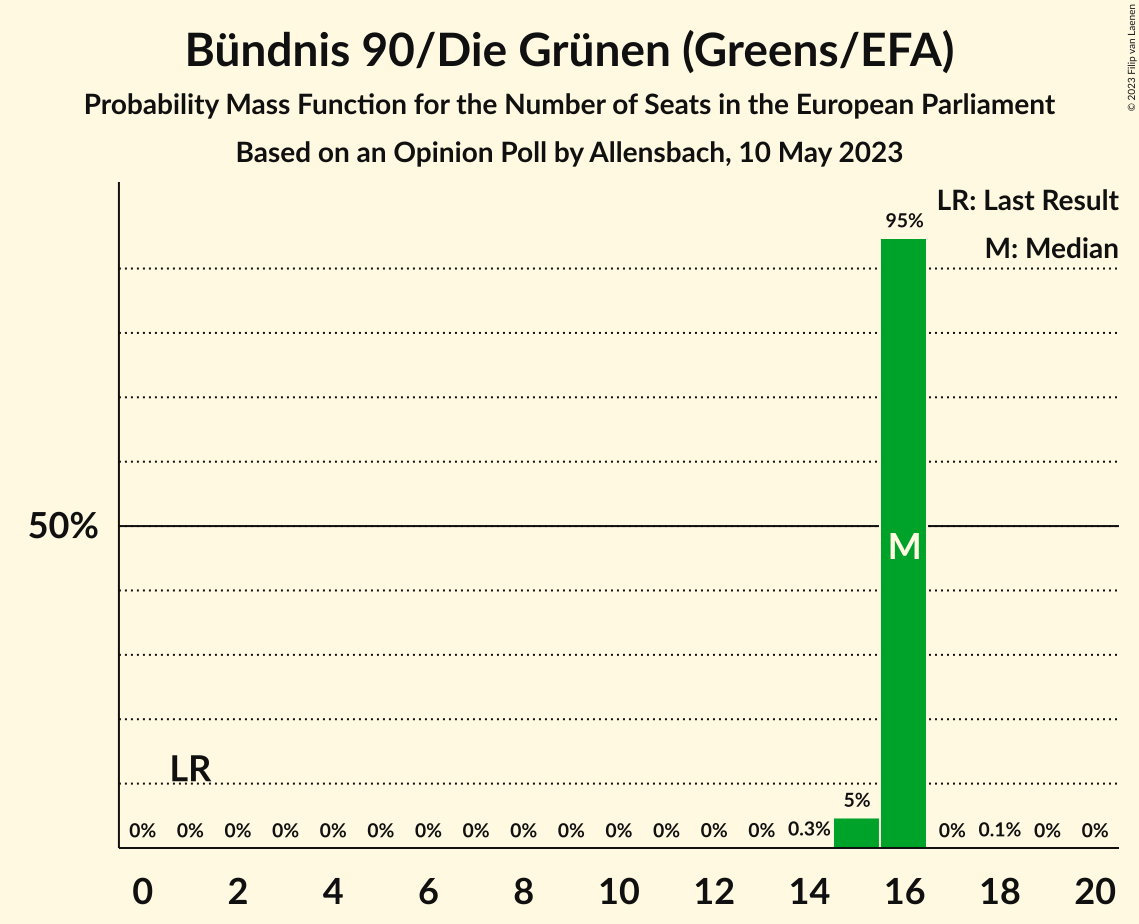 Bündnis 90/Die Grünen (Greens/EFA)
Probability Mass Function for the Number of Seats in the European Parliament
Based on an Opinion Poll by Allensbach, 10 May 2023
© 2023 Filip van Laenen
LR: Last Result
M: Median
95%
50%
M
LR
5%
0% 0% 0% 0% 0% 0% 0% 0% 0% 0% 0% 0% 0% 0% 0.3% 0% 0.1% 0% 0%
0 2 4 6 8 10 12 14 16 18 20